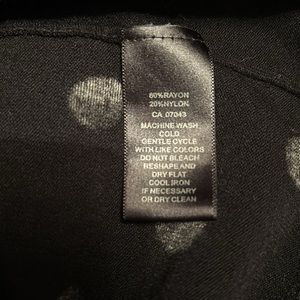 80%RAYON
20%NYLON
CA 07043
MACHINE WASH
COLD
GENTLE CYCLE
WITH LIKE COLORS
DO NOT BLEACH
RESHAPE AND
DRY FLAT
COOL IRON
IF NECESSARY
OR DRY CLEAN